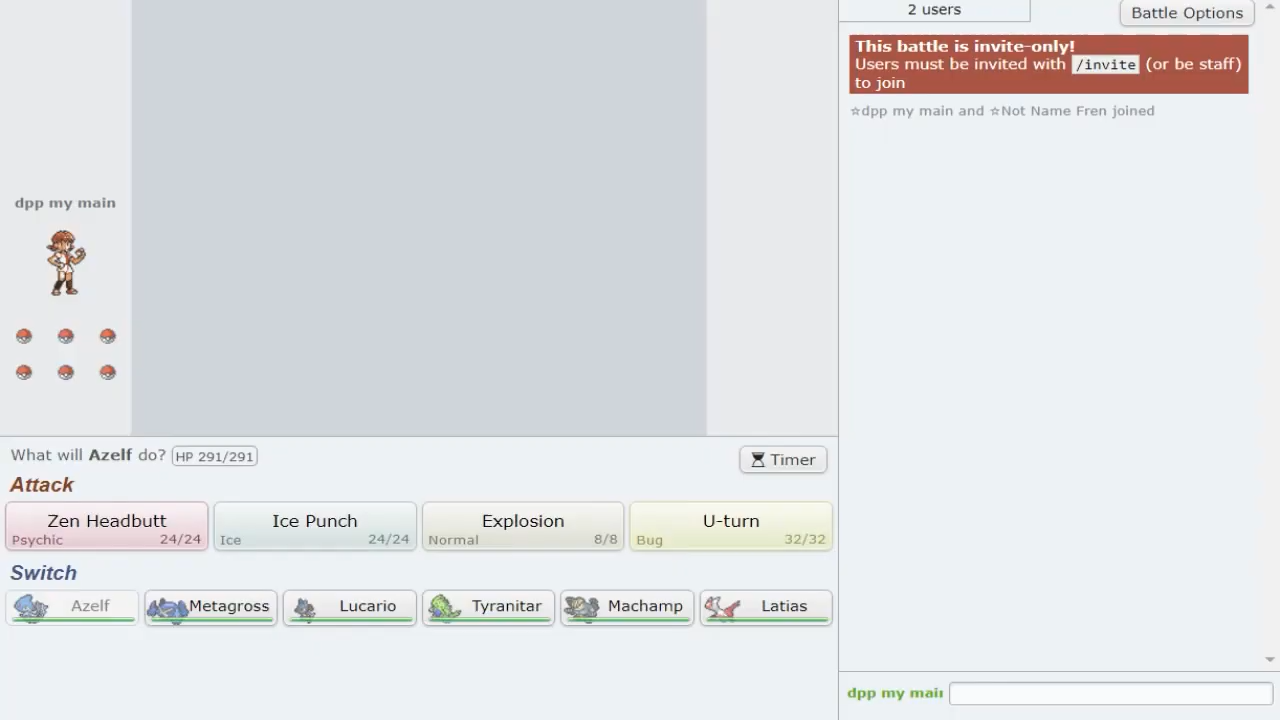 2 users
Battle Options
This battle is invite-only!
Users must be invited with /invite (or be staff)
to join
☆dpp my main and ☆Not Name Fren joined
dpp my main
What will Azelf do? HP 291/291
Timer
Attack
Zen Headbutt
Psychic 24/24
Ice Punch
Ice 24/24
Explosion
Normal 8/8
U-turn
Bug 32/32
Switch
Azelf
Metagross
Lucario
Tyranitar
Machamp
Latias
dpp my mair